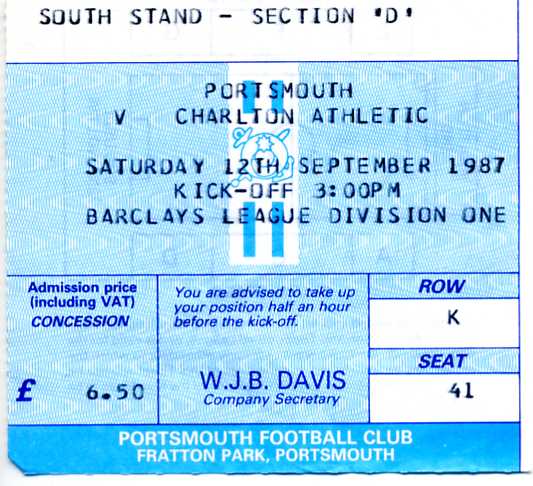 SOUTH STAND - SECTION 'D'
PORTSMOUTH
V CHARLTON ATHLETIC
SATURDAY 12TH SEPTEMBER 1987
KICK-OFF 3:00PM
BARCLAYS LEAGUE DIVISION ONE
Admission price
(including VAT)
CONCESSION
£ 6.50
You are advised to take up
your position half an hour
before the kick-off.
W.J.B. DAVIS
Company Secretary
ROW
K
SEAT
41
PORTSMOUTH FOOTBALL CLUB
FRATTON PARK, PORTSMOUTH